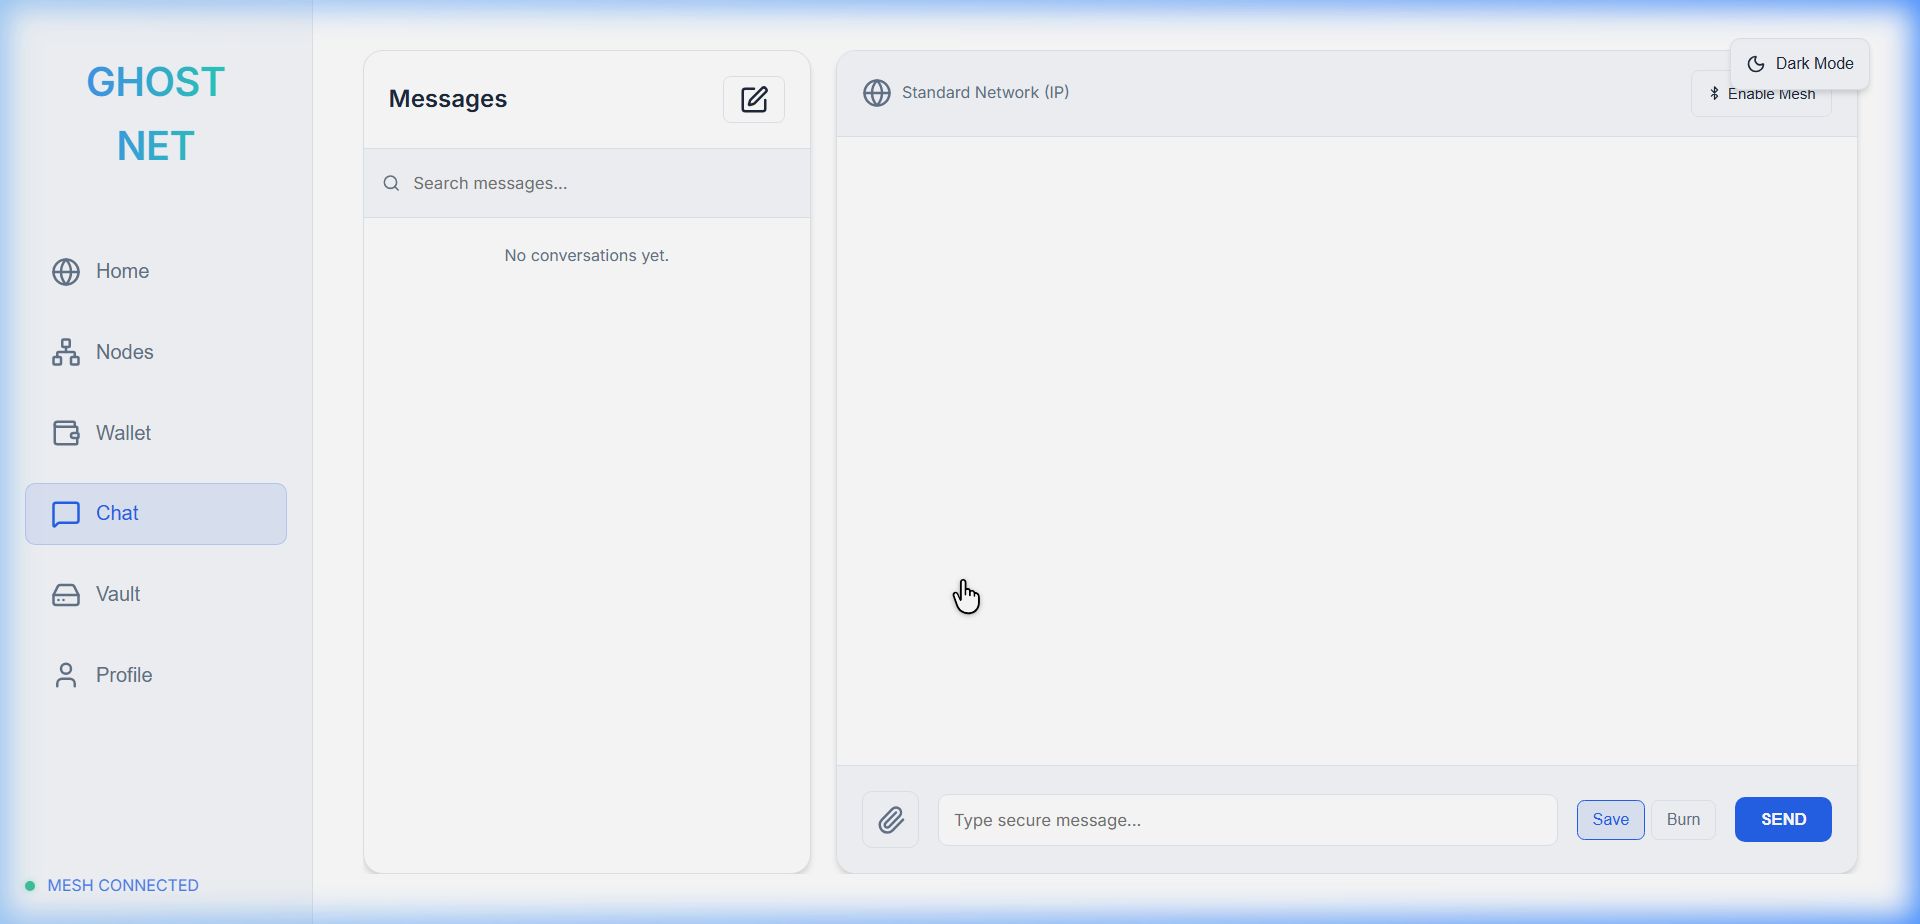 GHOST
NET
Home
Nodes
Wallet
Chat
Vault
Profile
MESH CONNECTED
Messages
Search messages...
No conversations yet.
Standard Network (IP)
Dark Mode
Enable Mesh
Type secure message...
Save
Burn
SEND